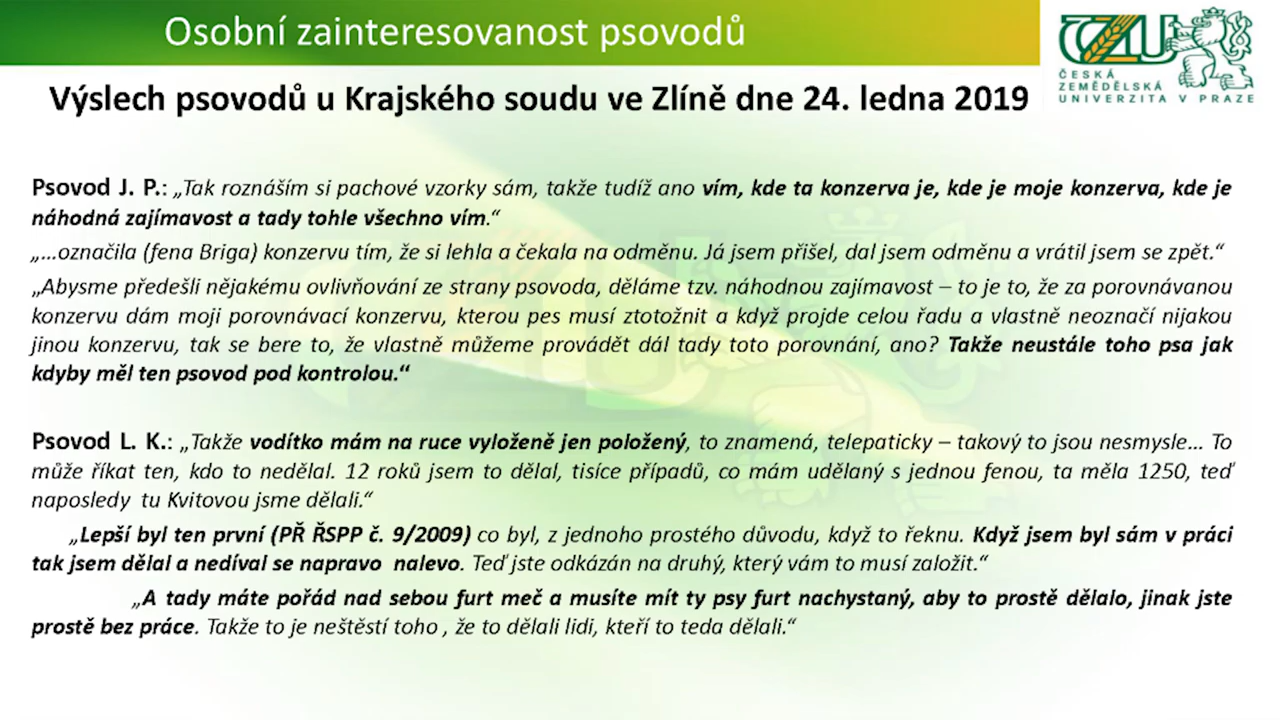 Osobní zainteresovanost psovodů
ČESKÁ
ZEMĚDĚLSKÁ
UNIVERZITA V PRAZE
Výslech psovodů u Krajského soudu ve Zlíně dne 24. ledna 2019
Psovod J. P.: „Tak roznáším si pachové vzorky sám, takže tudíž ano vím, kde ta konzerva je, kde je moje konzerva, kde je
náhodná zajímavost a tady tohle všechno vím.“
„…označila (fena Briga) konzervu tím, že si lehla a čekala na odměnu. Já jsem přišel, dal jsem odměnu a vrátil jsem se zpět.“
„Abysme předešli nějakému ovlivňování ze strany psovoda, děláme tzv. náhodnou zajímavost – to je to, že za porovnávanou
konzervu dám moji porovnávací konzervu, kterou pes musí ztotožnit a když projde celou řadu a vlastně neoznačí nijakou
jinou konzervu, tak se bere to, že vlastně můžeme provádět dál tady toto porovnání, ano? Takže neustále toho psa jak
kdyby měl ten psovod pod kontrolou.“
Psovod L. K.: „Takže vodítko mám na ruce vyloženě jen položený, to znamená, telepaticky – takový to jsou nesmysle… To
může říkat ten, kdo to nedělal. 12 roků jsem to dělal, tisíce případů, co mám udělaný s jednou fenou, ta měla 1250, teď
naposledy tu Kvitovou jsme dělali.“
„Lepší byl ten první (PŘ ŘSPP č. 9/2009) co byl, z jednoho prostého důvodu, když to řeknu. Když jsem byl sám v práci
tak jsem dělal a nedíval se napravo nalevo. Teď jste odkázán na druhý, který vám to musí založit.“
„A tady máte pořád nad sebou furt meč a musíte mít ty psy furt nachystaný, aby to prostě dělalo, jinak jste
prostě bez práce. Takže to je neštěstí toho , že to dělali lidi, kteří to teda dělali.“